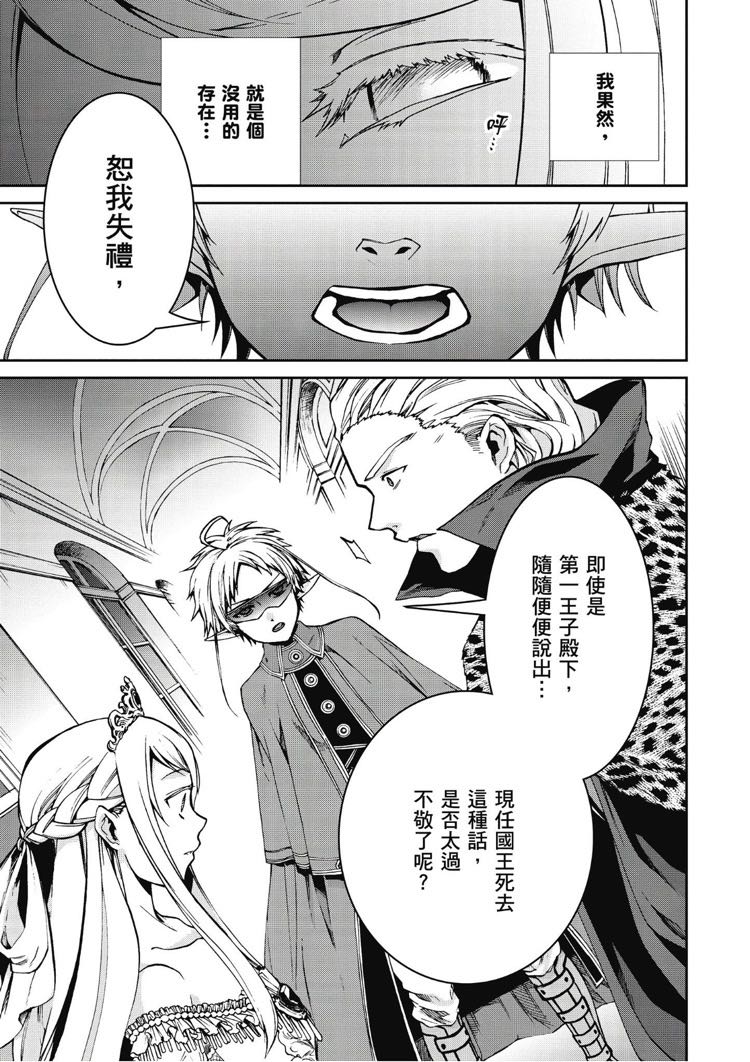 我果然，
呯…
就是個
沒用的
存在…
恕我失禮，
即使是
第一王子殿下，
隨隨便便說出…
現任國王死去
這種話，
是否太過
不敬了呢？